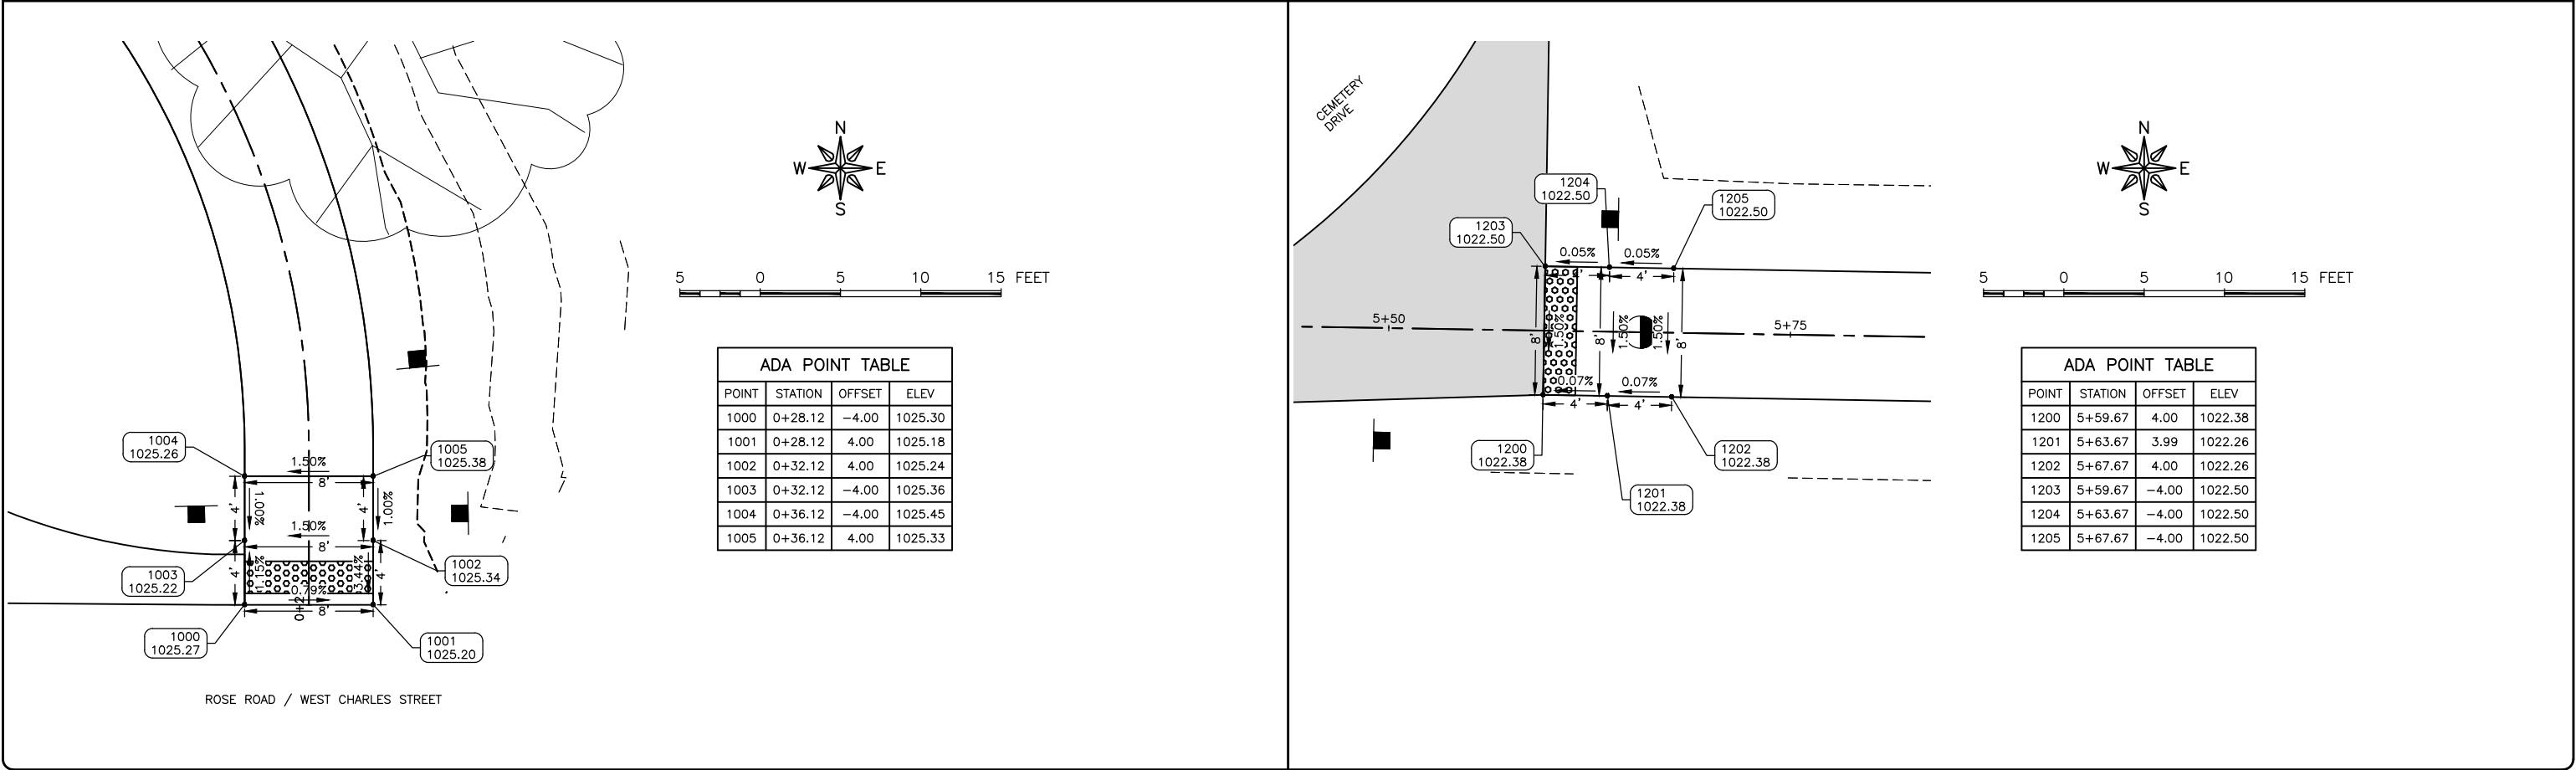 N
W E
S
5 0 5 10 15 FEET
ADA POINT TABLE
POINT STATION OFFSET ELEV
1000 0+28.12 -4.00 1025.30
1001 0+28.12 4.00 1025.18
1002 0+32.12 4.00 1025.24
1003 0+32.12 -4.00 1025.36
1004 0+36.12 -4.00 1025.45
1005 0+36.12 4.00 1025.33
1004
1025.26
1005
1025.38
1.50%
8'
4'
1.00%
4'
1.00%
1.50%
8'
1003
1025.22
1002
1025.34
4'
1.15%
3.44%
4'
0.79%
8'
0+2
1000
1025.27
1001
1025.20
ROSE ROAD / WEST CHARLES STREET
CEMETERY
DRIVE
1204
1022.50
1205
1022.50
1203
1022.50
0.05% 0.05%
4'
5+50
5+75
8'
1.50%
8'
1.50%
1.50%
8'
0.07% 0.07%
4' 4'
1200
1022.38
1202
1022.38
1201
1022.38
N
W E
S
5 0 5 10 15 FEET
ADA POINT TABLE
POINT STATION OFFSET ELEV
1200 5+59.67 4.00 1022.38
1201 5+63.67 3.99 1022.26
1202 5+67.67 4.00 1022.26
1203 5+59.67 -4.00 1022.50
1204 5+63.67 -4.00 1022.50
1205 5+67.67 -4.00 1022.50